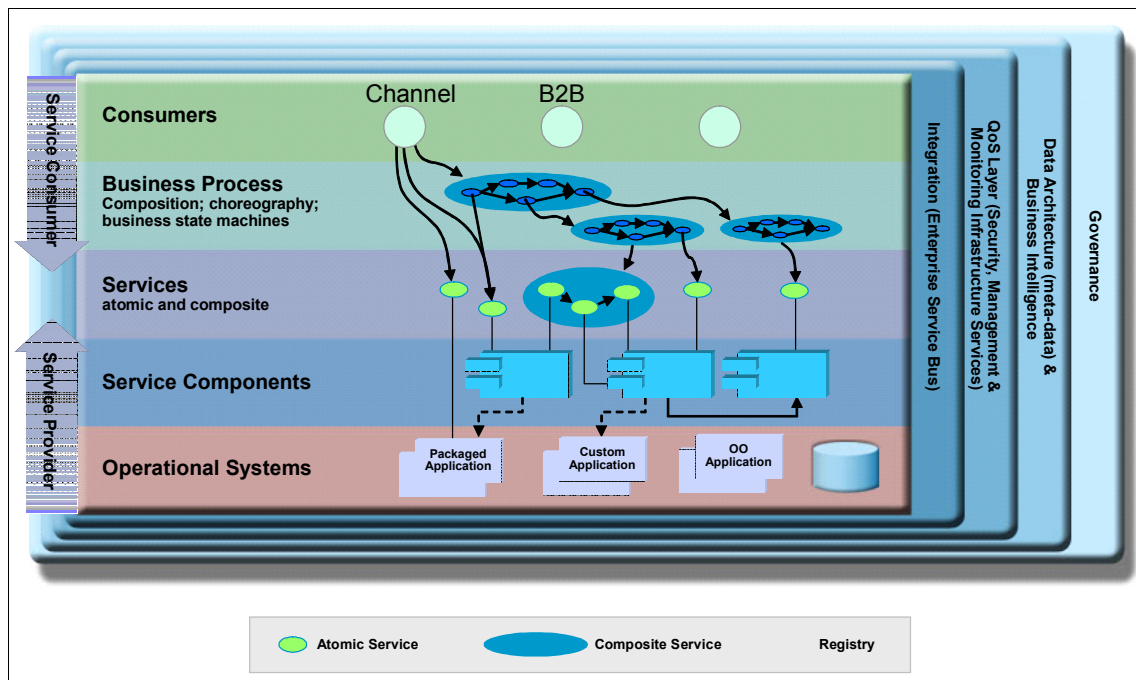 Channel
B2B
Consumers
Business Process
Composition; choreography;
business state machines
Services
atomic and composite
Service Components
Operational Systems
Packaged
Application
Custom
Application
OO
Application
Service Consumer
Service Provider
Integration (Enterprise Service Bus)
QoS Layer (Security, Management &
Monitoring Infrastructure Services)
Data Architecture (meta-data) &
Business Intelligence
Governance
Atomic Service
Composite Service
Registry